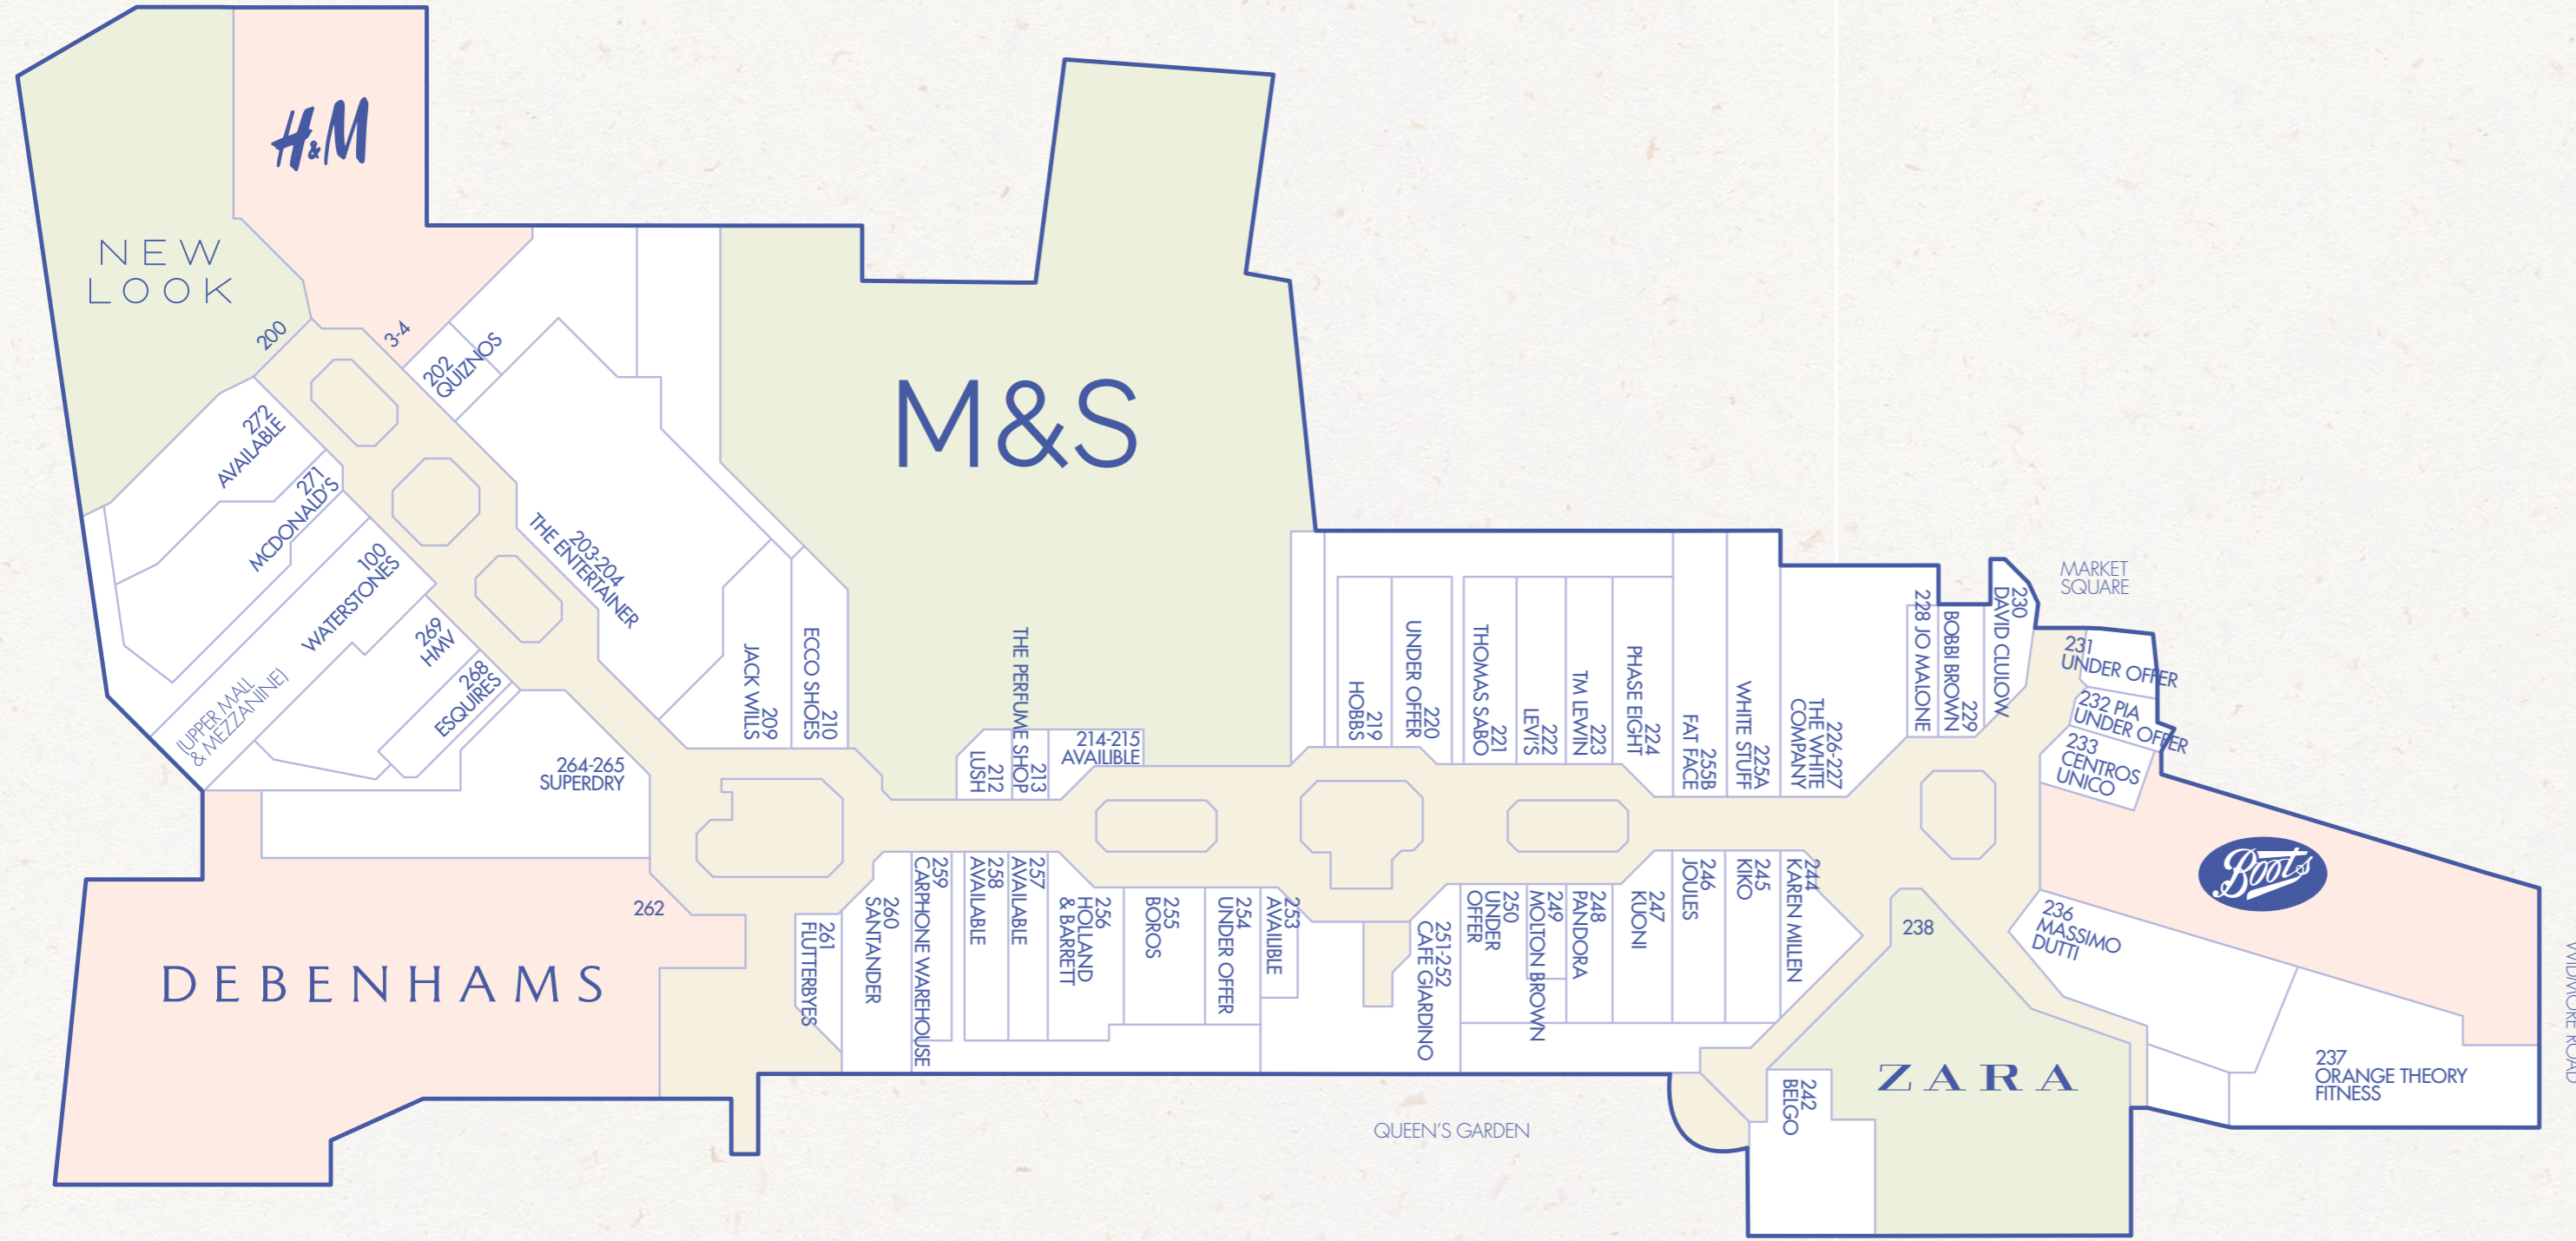 H&M
NEW
LOOK
200
3-4
202
QUIZNOS
M&S
272
AVAILABLE
271
MCDONALD'S
100
WATERSTONES
(UPPER MALL
& MEZZANINE)
269
HMV
268
ESQUIRES
203-204
THE ENTERTAINER
264-265
SUPERDRY
209
JACK WILLS
210
ECCO SHOES
212
LUSH
213
THE PERFUME SHOP
214-215
AVAILIBLE
219
HOBBS
220
UNDER OFFER
221
THOMAS SABO
222
LEVI'S
223
TM LEWIN
224
PHASE EIGHT
255B
FAT FACE
225A
WHITE STUFF
226-227
THE WHITE
COMPANY
228 JO MALONE
229
BOBBI BROWN
230
DAVID CLULOW
MARKET
SQUARE
231
UNDER OFFER
232 PIA
UNDER OFFER
233
CENTROS
UNICO
Boots
236
MASSIMO
DUTTI
237
ORANGE THEORY
FITNESS
WIDMORE ROAD
238
ZARA
242
BELGO
244
KAREN MILLEN
245
KIKO
246
JOULES
247
KUONI
248
PANDORA
249
MOLTON BROWN
250
UNDER
OFFER
251-252
CAFE GIARDINO
253
AVAILIBLE
254
UNDER OFFER
255
BOROS
256
HOLLAND
& BARRETT
257
AVAILABLE
258
AVAILABLE
259
CARPHONE WAREHOUSE
260
SANTANDER
261
FLUTTERBYES
262
DEBENHAMS
QUEEN'S GARDEN